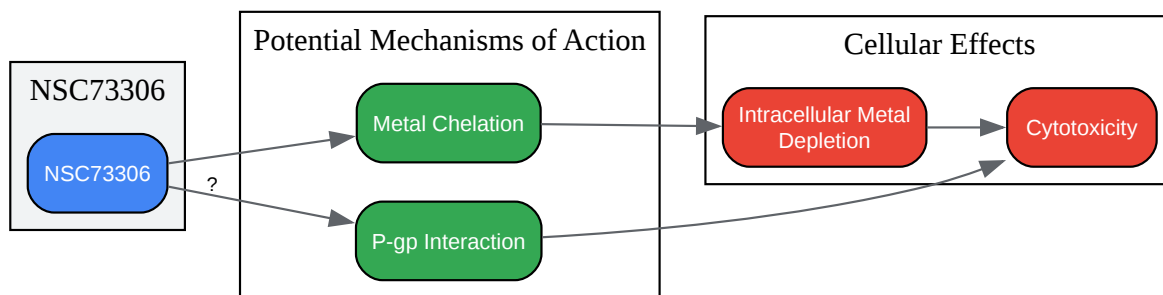 NSC73306
NSC73306
?
Potential Mechanisms of Action
Metal Chelation
P-gp Interaction
Cellular Effects
Intracellular Metal
Depletion
Cytotoxicity